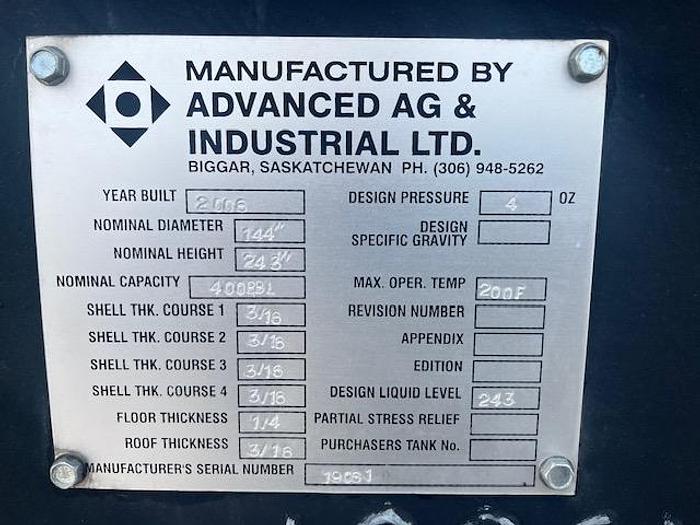 MANUFACTURED BY
ADVANCED AG &
INDUSTRIAL LTD.
BIGGAR, SASKATCHEWAN PH. (306) 948-5262
YEAR BUILT 2006 DESIGN PRESSURE 4 OZ
NOMINAL DIAMETER 144" DESIGN SPECIFIC GRAVITY
NOMINAL HEIGHT 243"
NOMINAL CAPACITY 400BBL MAX. OPER. TEMP 200F
SHELL THK. COURSE 1 3/16 REVISION NUMBER
SHELL THK. COURSE 2 3/16 APPENDIX
SHELL THK. COURSE 3 3/16 EDITION
SHELL THK. COURSE 4 3/16 DESIGN LIQUID LEVEL 243
FLOOR THICKNESS 1/4 PARTIAL STRESS RELIEF
ROOF THICKNESS 3/16 PURCHASERS TANK No.
MANUFACTURER'S SERIAL NUMBER